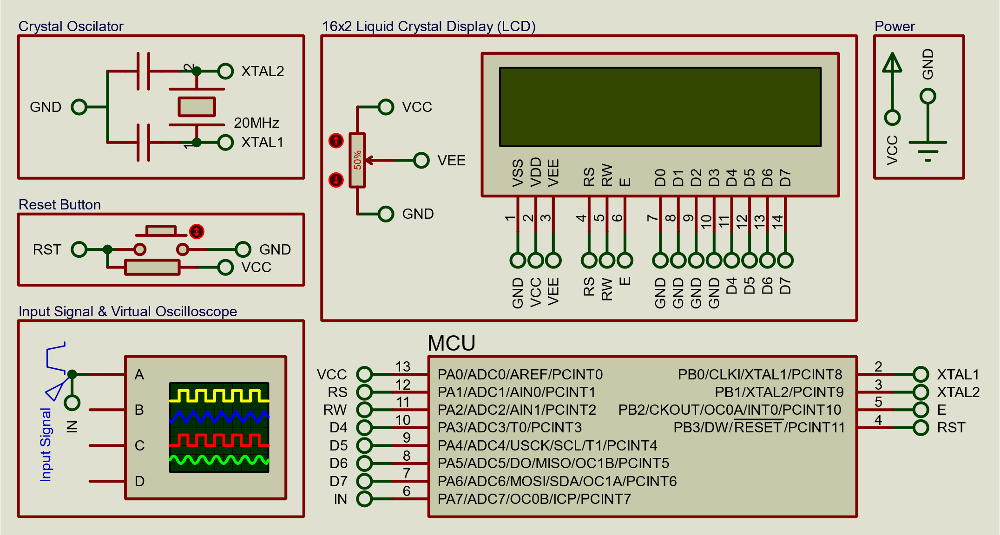 Crystal Oscilator
2
XTAL2
GND
20MHz
1
XTAL1
Reset Button
RST
GND
VCC
Input Signal & Virtual Oscilloscope
A
B
C
D
IN
Input Signal
16x2 Liquid Crystal Display (LCD)
VCC
50%
VEE
GND
VSS VDD VEE RS RW E D0 D1 D2 D3 D4 D5 D6 D7
1 2 3 4 5 6 7 8 9 10 11 12 13 14
GND VCC VEE RS RW E GND GND GND GND D4 D5 D6 D7
Power
GND
VCC
MCU
VCC 13 PA0/ADC0/AREF/PCINT0 PB0/CLKI/XTAL1/PCINT8 2 XTAL1
RS 12 PA1/ADC1/AIN0/PCINT1 PB1/XTAL2/PCINT9 3 XTAL2
RW 11 PA2/ADC2/AIN1/PCINT2 PB2/CKOUT/OC0A/INT0/PCINT10 5 E
D4 10 PA3/ADC3/T0/PCINT3 PB3/DW/RESET/PCINT11 4 RST
D5 9 PA4/ADC4/USCK/SCL/T1/PCINT4
D6 8 PA5/ADC5/DO/MISO/OC1B/PCINT5
D7 7 PA6/ADC6/MOSI/SDA/OC1A/PCINT6
IN 6 PA7/ADC7/OC0B/ICP/PCINT7